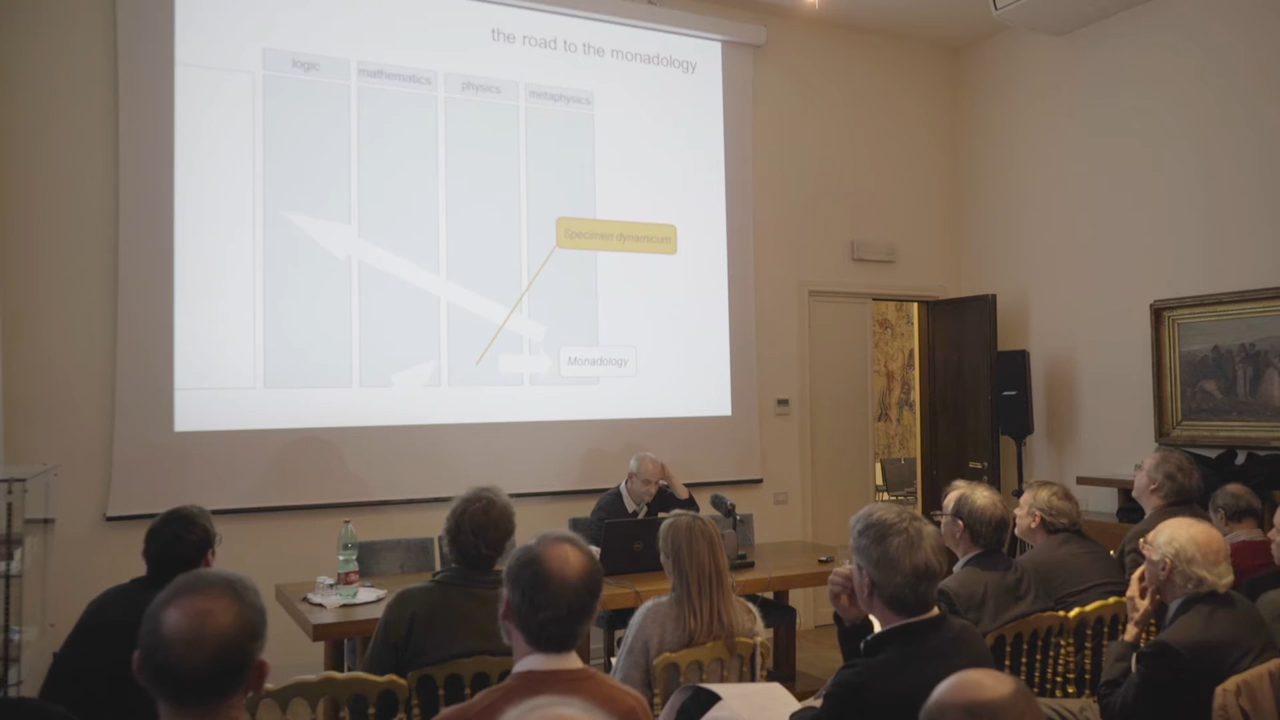 the road to the monadology
logic
mathematics
physics
metaphysics
Specimen dynamicum
Monadology